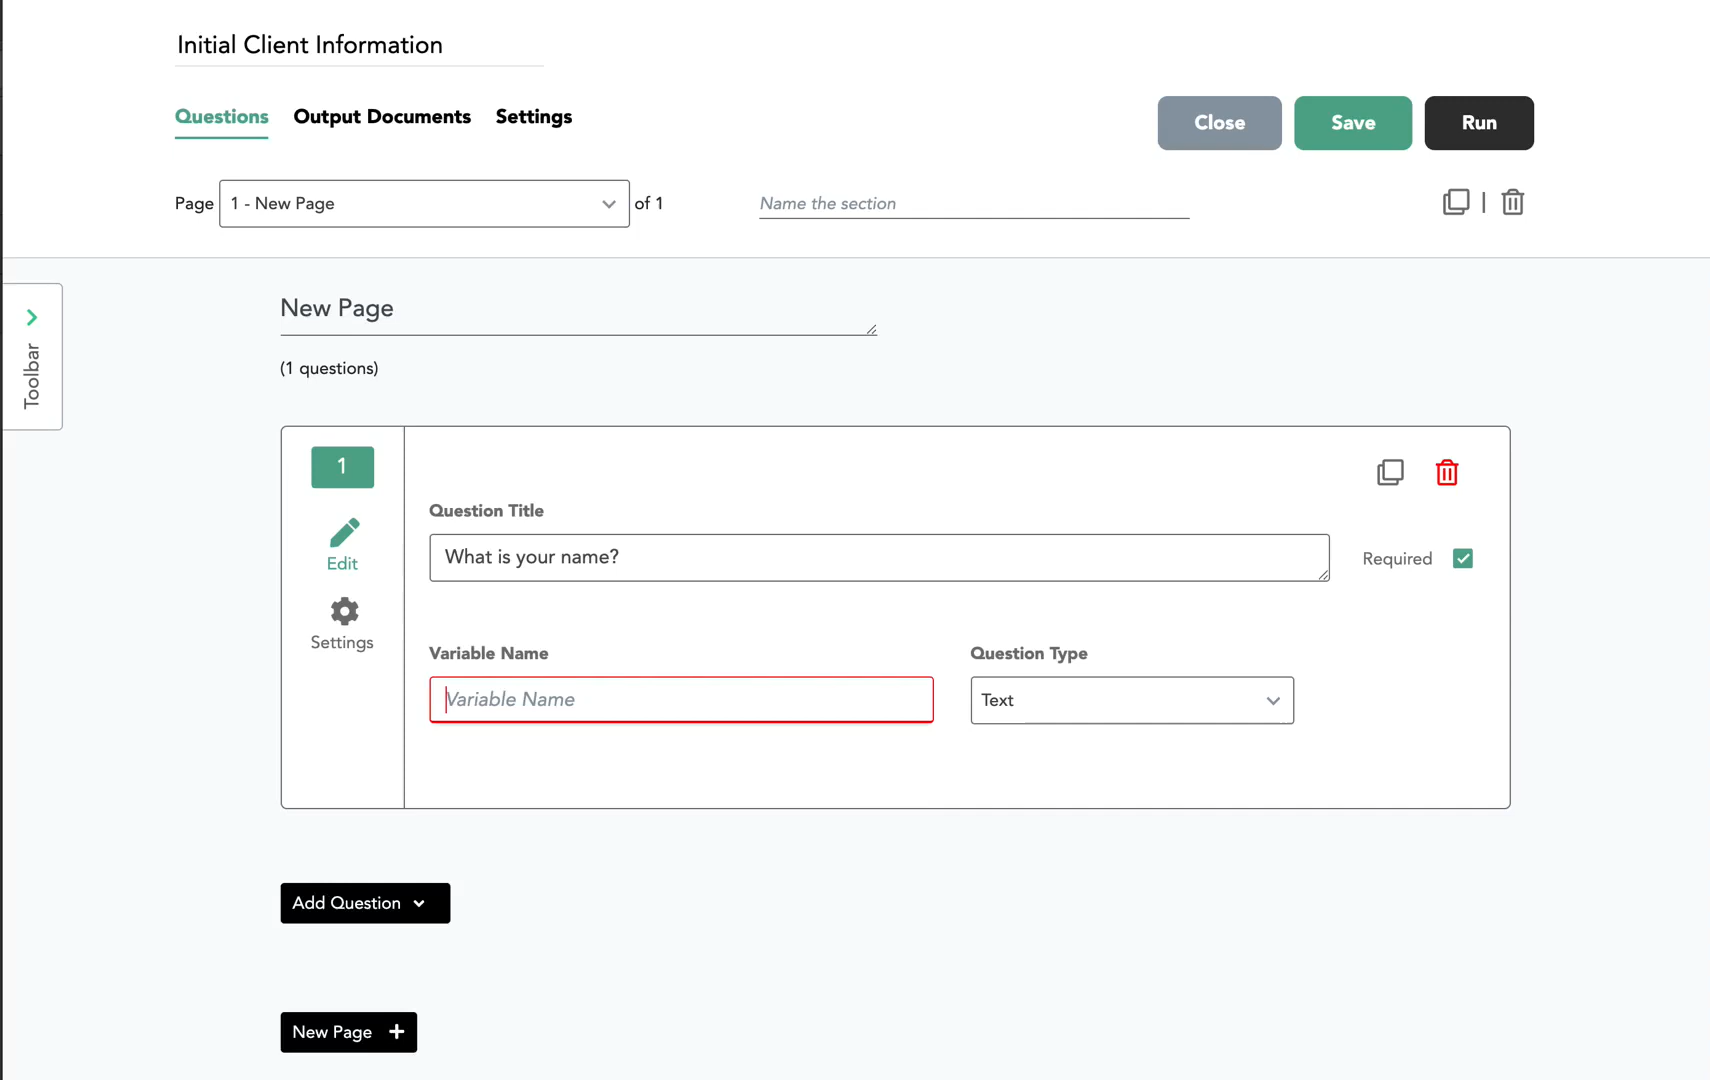 Initial Client Information
Questions Output Documents Settings
Close Save Run
Page 1 - New Page of 1 Name the section
Toolbar
New Page
(1 questions)
1
Edit
Settings
Question Title
What is your name?
Required
Variable Name Question Type
Variable Name Text
Add Question
New Page